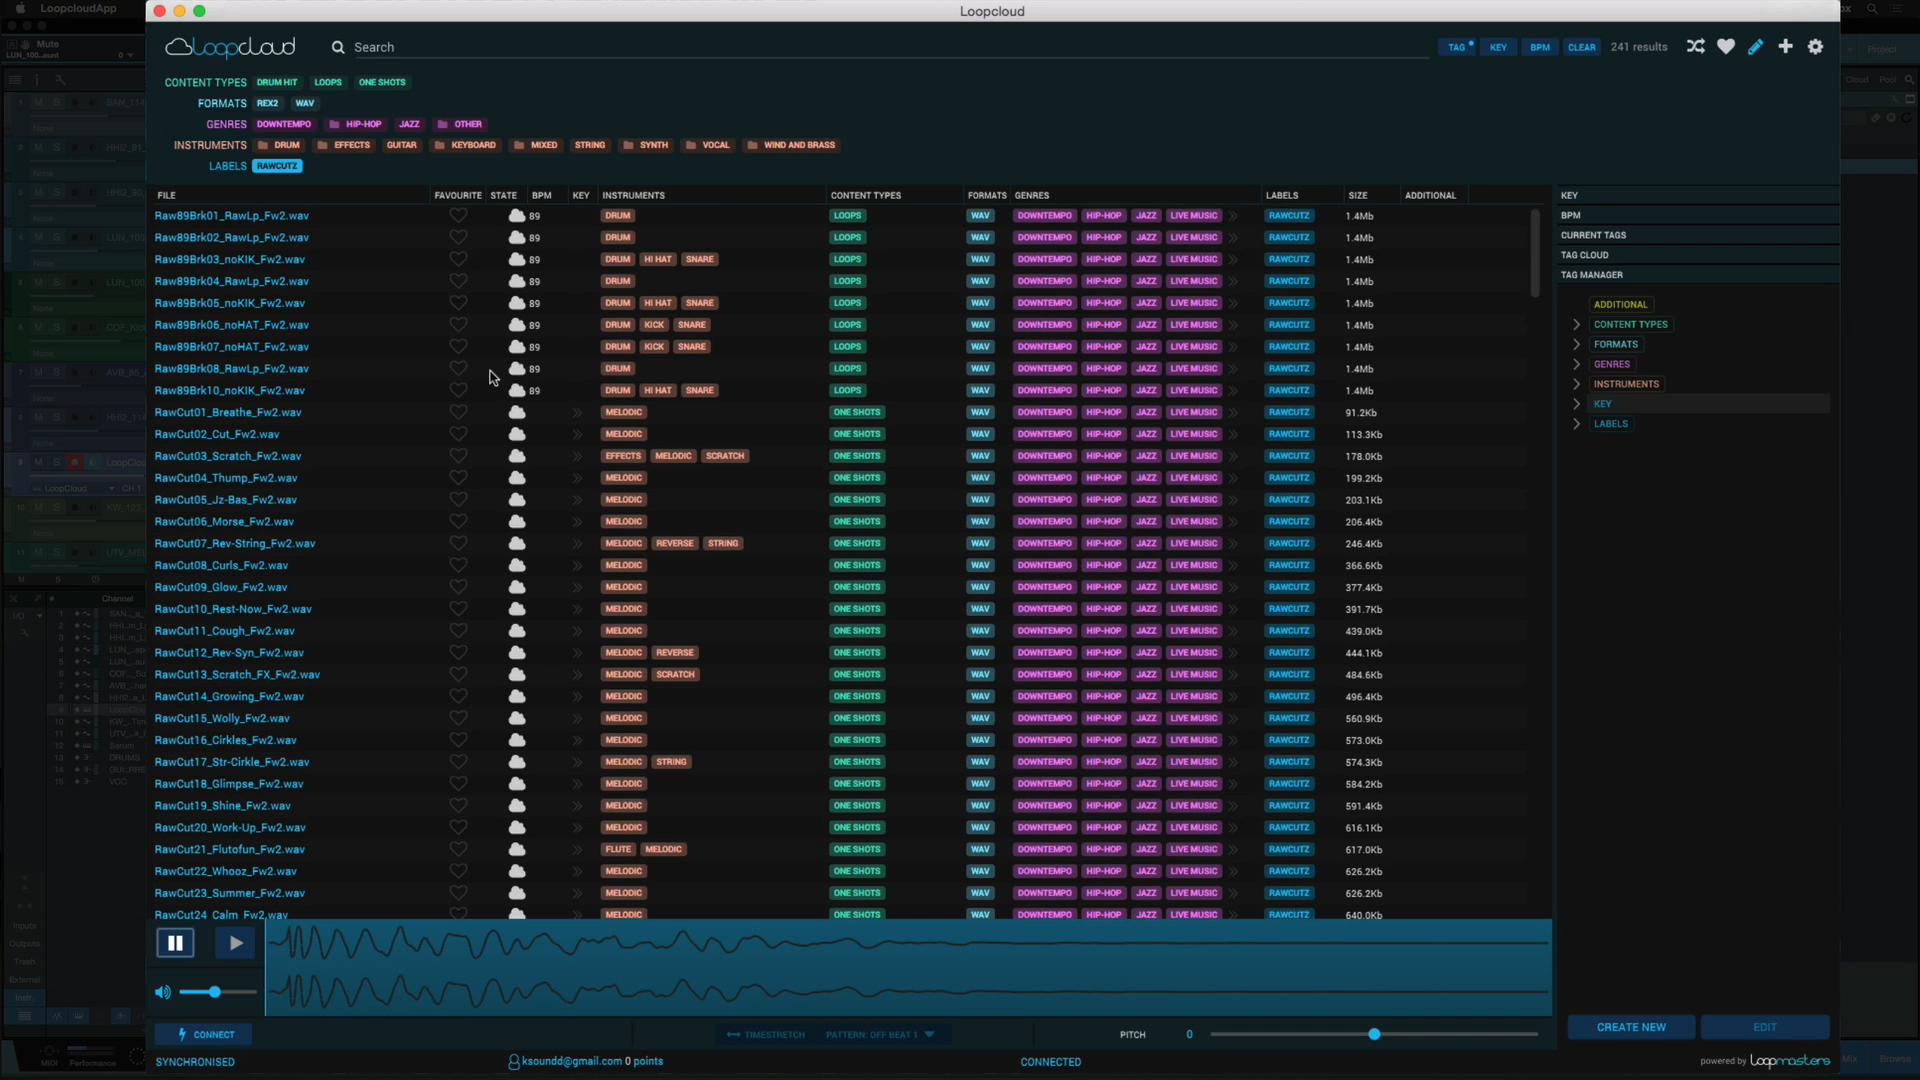 LoopcloudApp
Loopcloud
Mute
LUN_100...aunt
Project
loopcloud
Search
TAG KEY BPM CLEAR 241 results
CONTENT TYPES DRUM HIT LOOPS ONE SHOTS
FORMATS REX2 WAV
GENRES DOWNTEMPO HIP-HOP JAZZ OTHER
INSTRUMENTS DRUM EFFECTS GUITAR KEYBOARD MIXED STRING SYNTH VOCAL WIND AND BRASS
LABELS RAWCUTZ
FILE FAVOURITE STATE BPM KEY INSTRUMENTS CONTENT TYPES FORMATS GENRES LABELS SIZE ADDITIONAL
Raw89Brk01_RawLp_Fw2.wav 89 DRUM LOOPS WAV DOWNTEMPO HIP-HOP JAZZ LIVE MUSIC RAWCUTZ 1.4Mb
Raw89Brk02_RawLp_Fw2.wav 89 DRUM LOOPS WAV DOWNTEMPO HIP-HOP JAZZ LIVE MUSIC RAWCUTZ 1.4Mb
Raw89Brk03_noKIK_Fw2.wav 89 DRUM HI HAT SNARE LOOPS WAV DOWNTEMPO HIP-HOP JAZZ LIVE MUSIC RAWCUTZ 1.4Mb
Raw89Brk04_RawLp_Fw2.wav 89 DRUM LOOPS WAV DOWNTEMPO HIP-HOP JAZZ LIVE MUSIC RAWCUTZ 1.4Mb
Raw89Brk05_noKIK_Fw2.wav 89 DRUM HI HAT SNARE LOOPS WAV DOWNTEMPO HIP-HOP JAZZ LIVE MUSIC RAWCUTZ 1.4Mb
Raw89Brk06_noHAT_Fw2.wav 89 DRUM KICK SNARE LOOPS WAV DOWNTEMPO HIP-HOP JAZZ LIVE MUSIC RAWCUTZ 1.4Mb
Raw89Brk07_noHAT_Fw2.wav 89 DRUM KICK SNARE LOOPS WAV DOWNTEMPO HIP-HOP JAZZ LIVE MUSIC RAWCUTZ 1.4Mb
Raw89Brk08_RawLp_Fw2.wav 89 DRUM LOOPS WAV DOWNTEMPO HIP-HOP JAZZ LIVE MUSIC RAWCUTZ 1.4Mb
Raw89Brk10_noKIK_Fw2.wav 89 DRUM HI HAT SNARE LOOPS WAV DOWNTEMPO HIP-HOP JAZZ LIVE MUSIC RAWCUTZ 1.4Mb
RawCut01_Breathe_Fw2.wav MELODIC ONE SHOTS WAV DOWNTEMPO HIP-HOP JAZZ LIVE MUSIC RAWCUTZ 91.2Kb
RawCut02_Cut_Fw2.wav MELODIC ONE SHOTS WAV DOWNTEMPO HIP-HOP JAZZ LIVE MUSIC RAWCUTZ 113.3Kb
RawCut03_Scratch_Fw2.wav EFFECTS MELODIC SCRATCH ONE SHOTS WAV DOWNTEMPO HIP-HOP JAZZ LIVE MUSIC RAWCUTZ 178.0Kb
RawCut04_Thump_Fw2.wav MELODIC ONE SHOTS WAV DOWNTEMPO HIP-HOP JAZZ LIVE MUSIC RAWCUTZ 199.2Kb
RawCut05_Jz-Bas_Fw2.wav MELODIC ONE SHOTS WAV DOWNTEMPO HIP-HOP JAZZ LIVE MUSIC RAWCUTZ 203.1Kb
RawCut06_Morse_Fw2.wav MELODIC ONE SHOTS WAV DOWNTEMPO HIP-HOP JAZZ LIVE MUSIC RAWCUTZ 206.4Kb
RawCut07_Rev-String_Fw2.wav MELODIC REVERSE STRING ONE SHOTS WAV DOWNTEMPO HIP-HOP JAZZ LIVE MUSIC RAWCUTZ 246.4Kb
RawCut08_Curls_Fw2.wav MELODIC ONE SHOTS WAV DOWNTEMPO HIP-HOP JAZZ LIVE MUSIC RAWCUTZ 366.6Kb
RawCut09_Glow_Fw2.wav MELODIC ONE SHOTS WAV DOWNTEMPO HIP-HOP JAZZ LIVE MUSIC RAWCUTZ 377.4Kb
RawCut10_Rest-Now_Fw2.wav MELODIC ONE SHOTS WAV DOWNTEMPO HIP-HOP JAZZ LIVE MUSIC RAWCUTZ 391.7Kb
RawCut11_Cough_Fw2.wav MELODIC ONE SHOTS WAV DOWNTEMPO HIP-HOP JAZZ LIVE MUSIC RAWCUTZ 439.0Kb
RawCut12_Rev-Syn_Fw2.wav MELODIC REVERSE ONE SHOTS WAV DOWNTEMPO HIP-HOP JAZZ LIVE MUSIC RAWCUTZ 444.1Kb
RawCut13_Scratch_FX_Fw2.wav MELODIC SCRATCH ONE SHOTS WAV DOWNTEMPO HIP-HOP JAZZ LIVE MUSIC RAWCUTZ 484.6Kb
RawCut14_Growing_Fw2.wav MELODIC ONE SHOTS WAV DOWNTEMPO HIP-HOP JAZZ LIVE MUSIC RAWCUTZ 496.4Kb
RawCut15_Wolly_Fw2.wav MELODIC ONE SHOTS WAV DOWNTEMPO HIP-HOP JAZZ LIVE MUSIC RAWCUTZ 560.9Kb
RawCut16_Cirkles_Fw2.wav MELODIC ONE SHOTS WAV DOWNTEMPO HIP-HOP JAZZ LIVE MUSIC RAWCUTZ 573.0Kb
RawCut17_Str-Cirkle_Fw2.wav MELODIC STRING ONE SHOTS WAV DOWNTEMPO HIP-HOP JAZZ LIVE MUSIC RAWCUTZ 574.3Kb
RawCut18_Glimpse_Fw2.wav MELODIC ONE SHOTS WAV DOWNTEMPO HIP-HOP JAZZ LIVE MUSIC RAWCUTZ 584.2Kb
RawCut19_Shine_Fw2.wav MELODIC ONE SHOTS WAV DOWNTEMPO HIP-HOP JAZZ LIVE MUSIC RAWCUTZ 591.4Kb
RawCut20_Work-Up_Fw2.wav MELODIC ONE SHOTS WAV DOWNTEMPO HIP-HOP JAZZ LIVE MUSIC RAWCUTZ 616.1Kb
RawCut21_Flutofun_Fw2.wav FLUTE MELODIC ONE SHOTS WAV DOWNTEMPO HIP-HOP JAZZ LIVE MUSIC RAWCUTZ 617.0Kb
RawCut22_Whooz_Fw2.wav MELODIC ONE SHOTS WAV DOWNTEMPO HIP-HOP JAZZ LIVE MUSIC RAWCUTZ 626.2Kb
RawCut23_Summer_Fw2.wav MELODIC ONE SHOTS WAV DOWNTEMPO HIP-HOP JAZZ LIVE MUSIC RAWCUTZ 626.2Kb
RawCut24_Calm_Fw2.wav MELODIC ONE SHOTS WAV DOWNTEMPO HIP-HOP JAZZ LIVE MUSIC RAWCUTZ 640.0Kb
KEY
BPM
CURRENT TAGS
TAG CLOUD
TAG MANAGER
ADDITIONAL
CONTENT TYPES
FORMATS
GENRES
INSTRUMENTS
KEY
LABELS
CONNECT TIMESTRETCH PATTERN: OFF BEAT 1 PITCH 0
CREATE NEW EDIT
SYNCHRONISED ksoundd@gmail.com 0 points CONNECTED
powered by Loopmasters
Channel
Inputs
Outputs
Trash
External
Instr.
MIDI Performance
Mix Browse